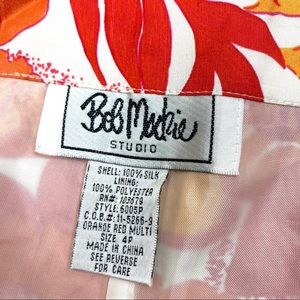 Bob Mackie
STUDIO
SHELL: 100% SILK
LINING:
100% POLYESTER
RN#: 103679
STYLE: 6005P
C.O.B.#: 11-5266-9
ORANGE RED MULTI
SIZE: 4P
MADE IN CHINA
SEE REVERSE
FOR CARE